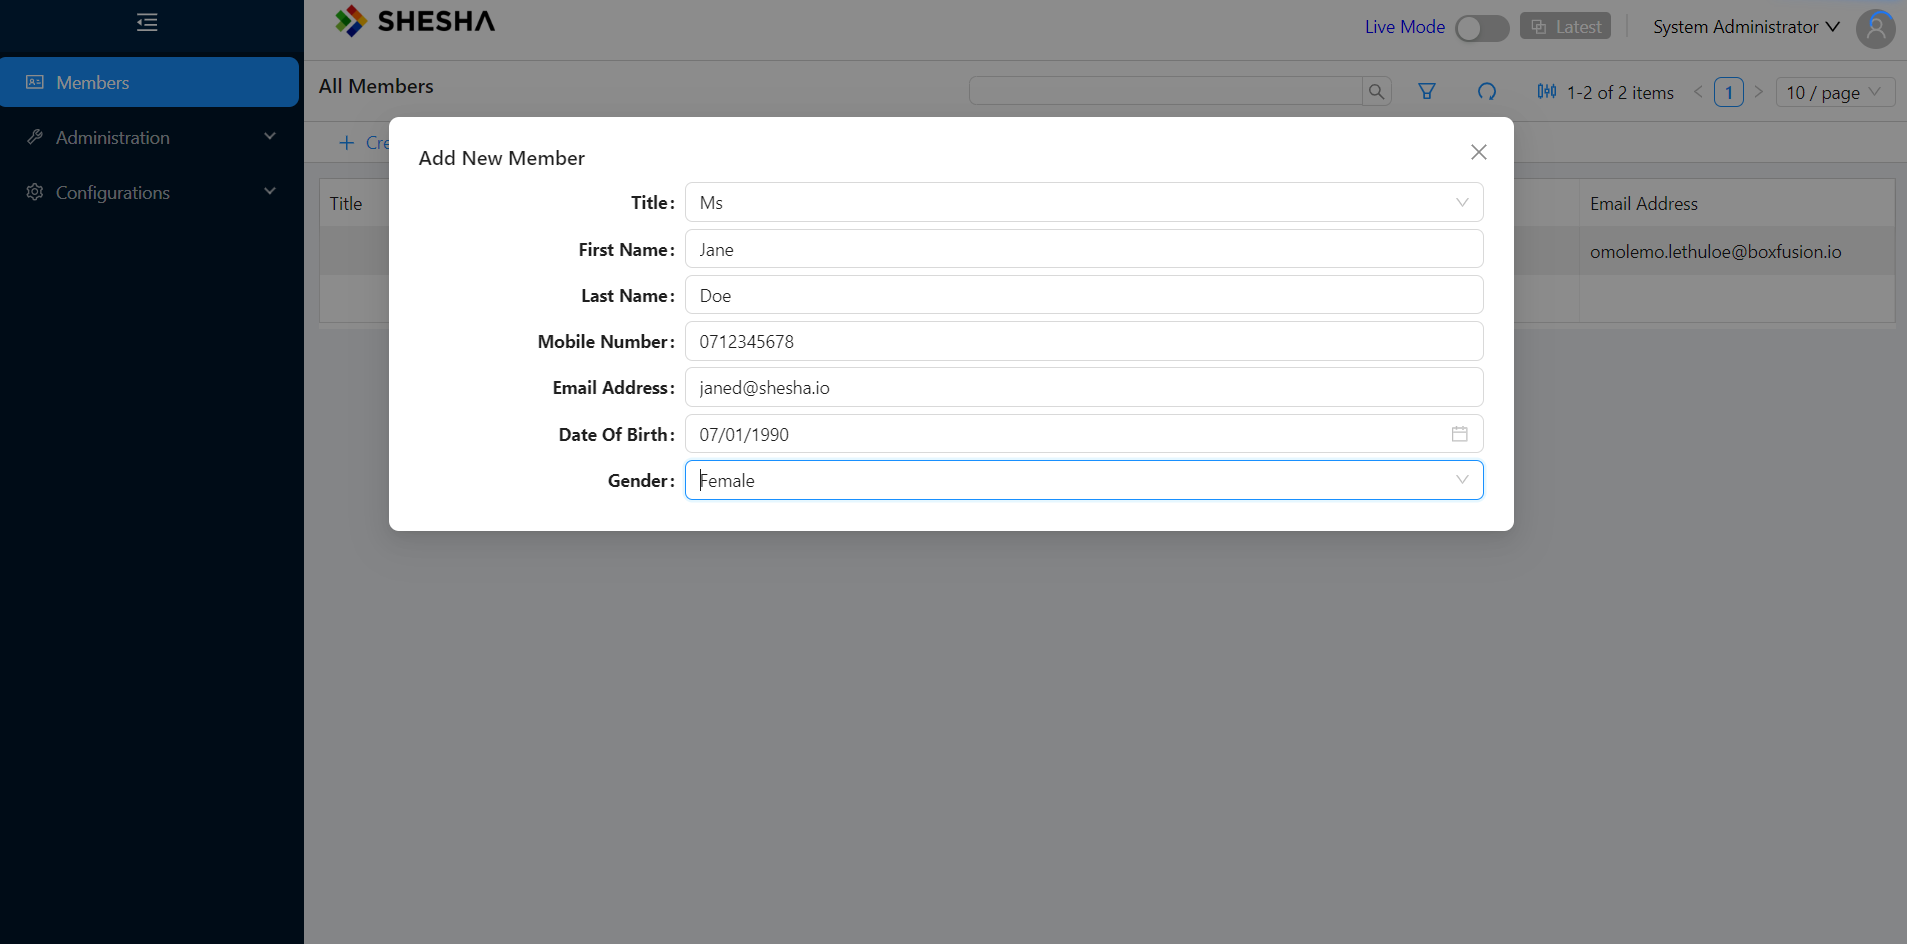 SHESHA
Live Mode
Latest
System Administrator
Members
Administration
Configurations
All Members
1-2 of 2 items
1
10 / page
Add New Member
Title:
Ms
First Name:
Jane
Last Name:
Doe
Mobile Number:
0712345678
Email Address:
janed@shesha.io
Date Of Birth:
07/01/1990
Gender:
Female
Title
Email Address
omolemo.lethuloe@boxfusion.io